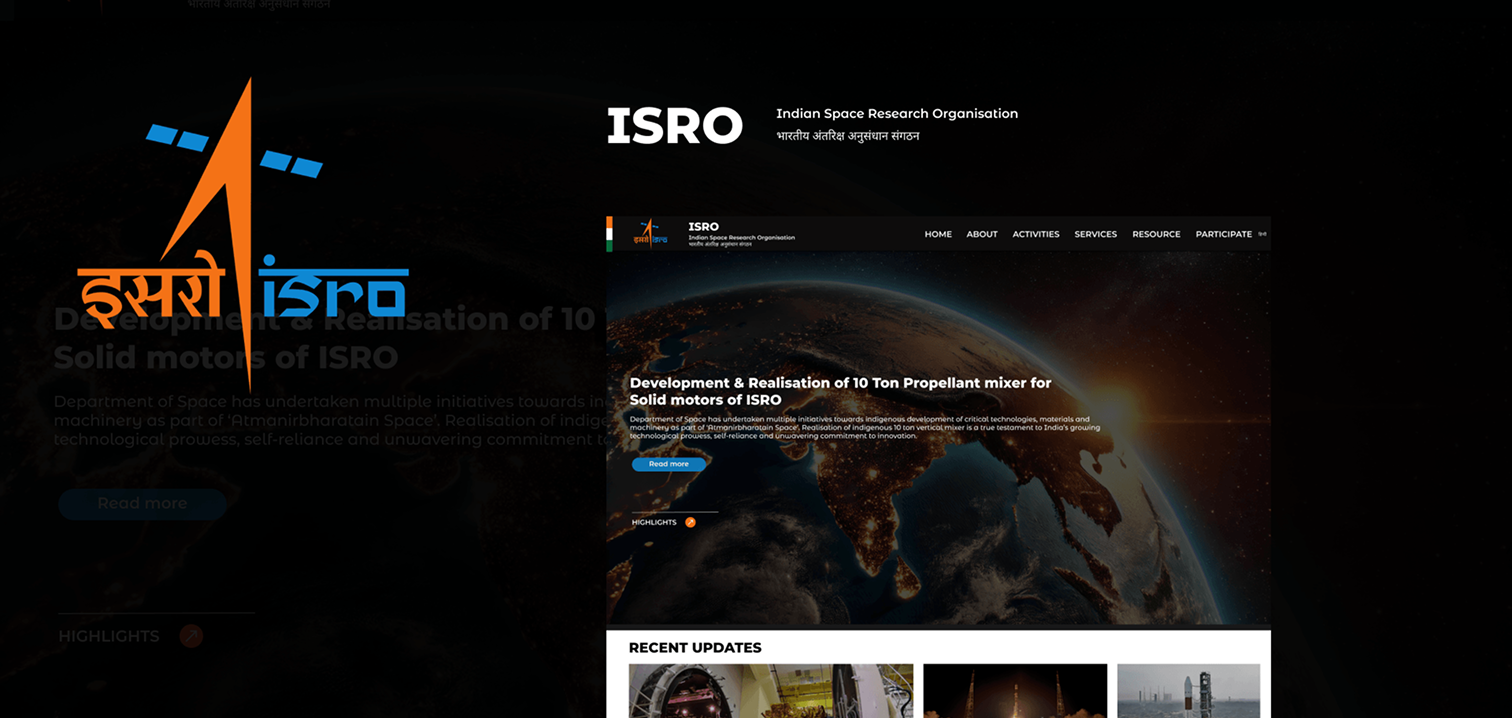 भारतीय अंतरिक्ष अनुसंधान संगठन
इसरो isro
ISRO
Indian Space Research Organisation
भारतीय अंतरिक्ष अनुसंधान संगठन
Development & Realisation of 10
Solid motors of ISRO
Department of Space has undertaken multiple initiatives towards in
machinery as part of ‘Atmanirbharatain Space’, Realisation of indige
technological prowess, self-reliance and unwavering commitment to
Read more
HIGHLIGHTS
इसरो isro
ISRO
Indian Space Research Organisation
भारतीय अंतरिक्ष अनुसंधान संगठन
HOME ABOUT ACTIVITIES SERVICES RESOURCE PARTICIPATE हिन्दी
Development & Realisation of 10 Ton Propellant mixer for
Solid motors of ISRO
Department of Space has undertaken multiple initiatives towards indigenous development of critical technologies, materials and
machinery as part of ‘Atmanirbharatain Space’, Realisation of indigenous 10 ton vertical mixer is a true testament to India’s growing
technological prowess, self-reliance and unwavering commitment to innovation.
Read more
HIGHLIGHTS
RECENT UPDATES